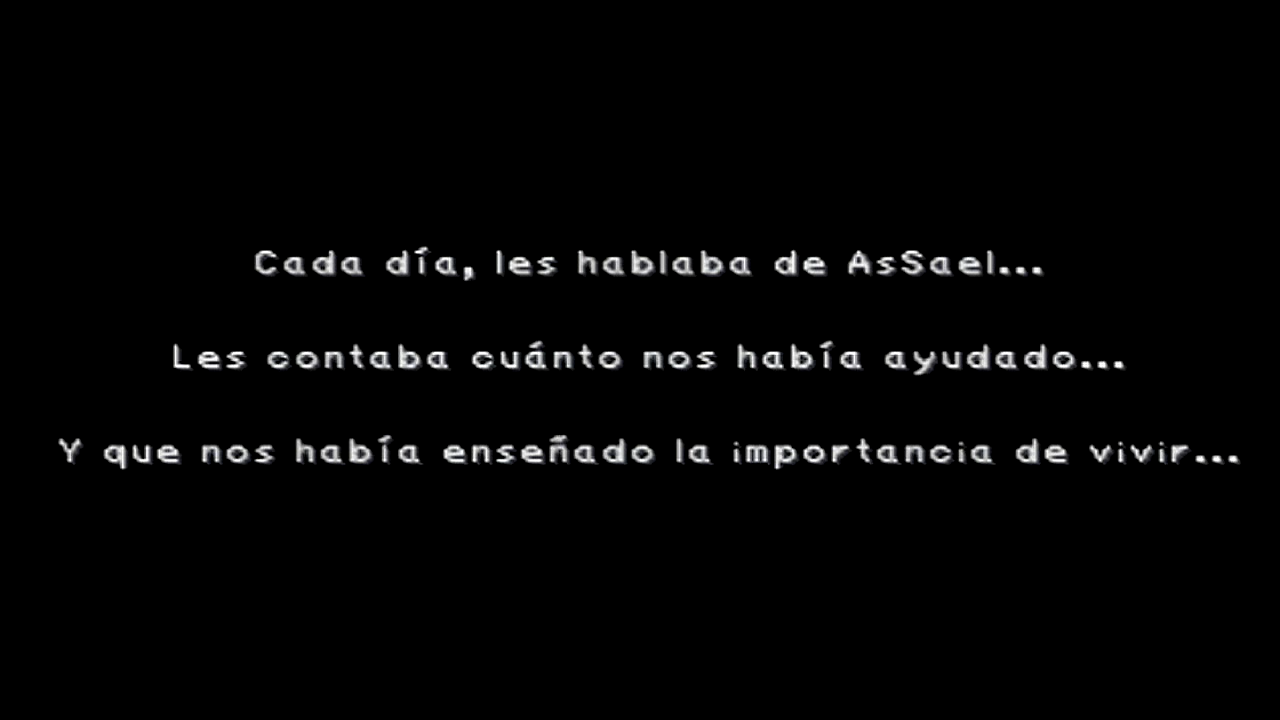 Cada día, les hablaba de AsSael...
Les contaba cuánto nos había ayudado...
Y que nos había enseñado la importancia de vivir...